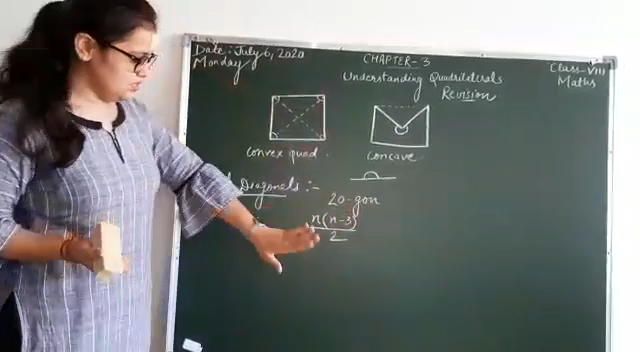 Date:- July 6, 2020
Monday
CHAPTER-3
Class-VIII
Maths
Understanding Quadrilaterals
Revision
Convex quad.
Concave
Diagonals :-
20-gon
n(n-3)
2